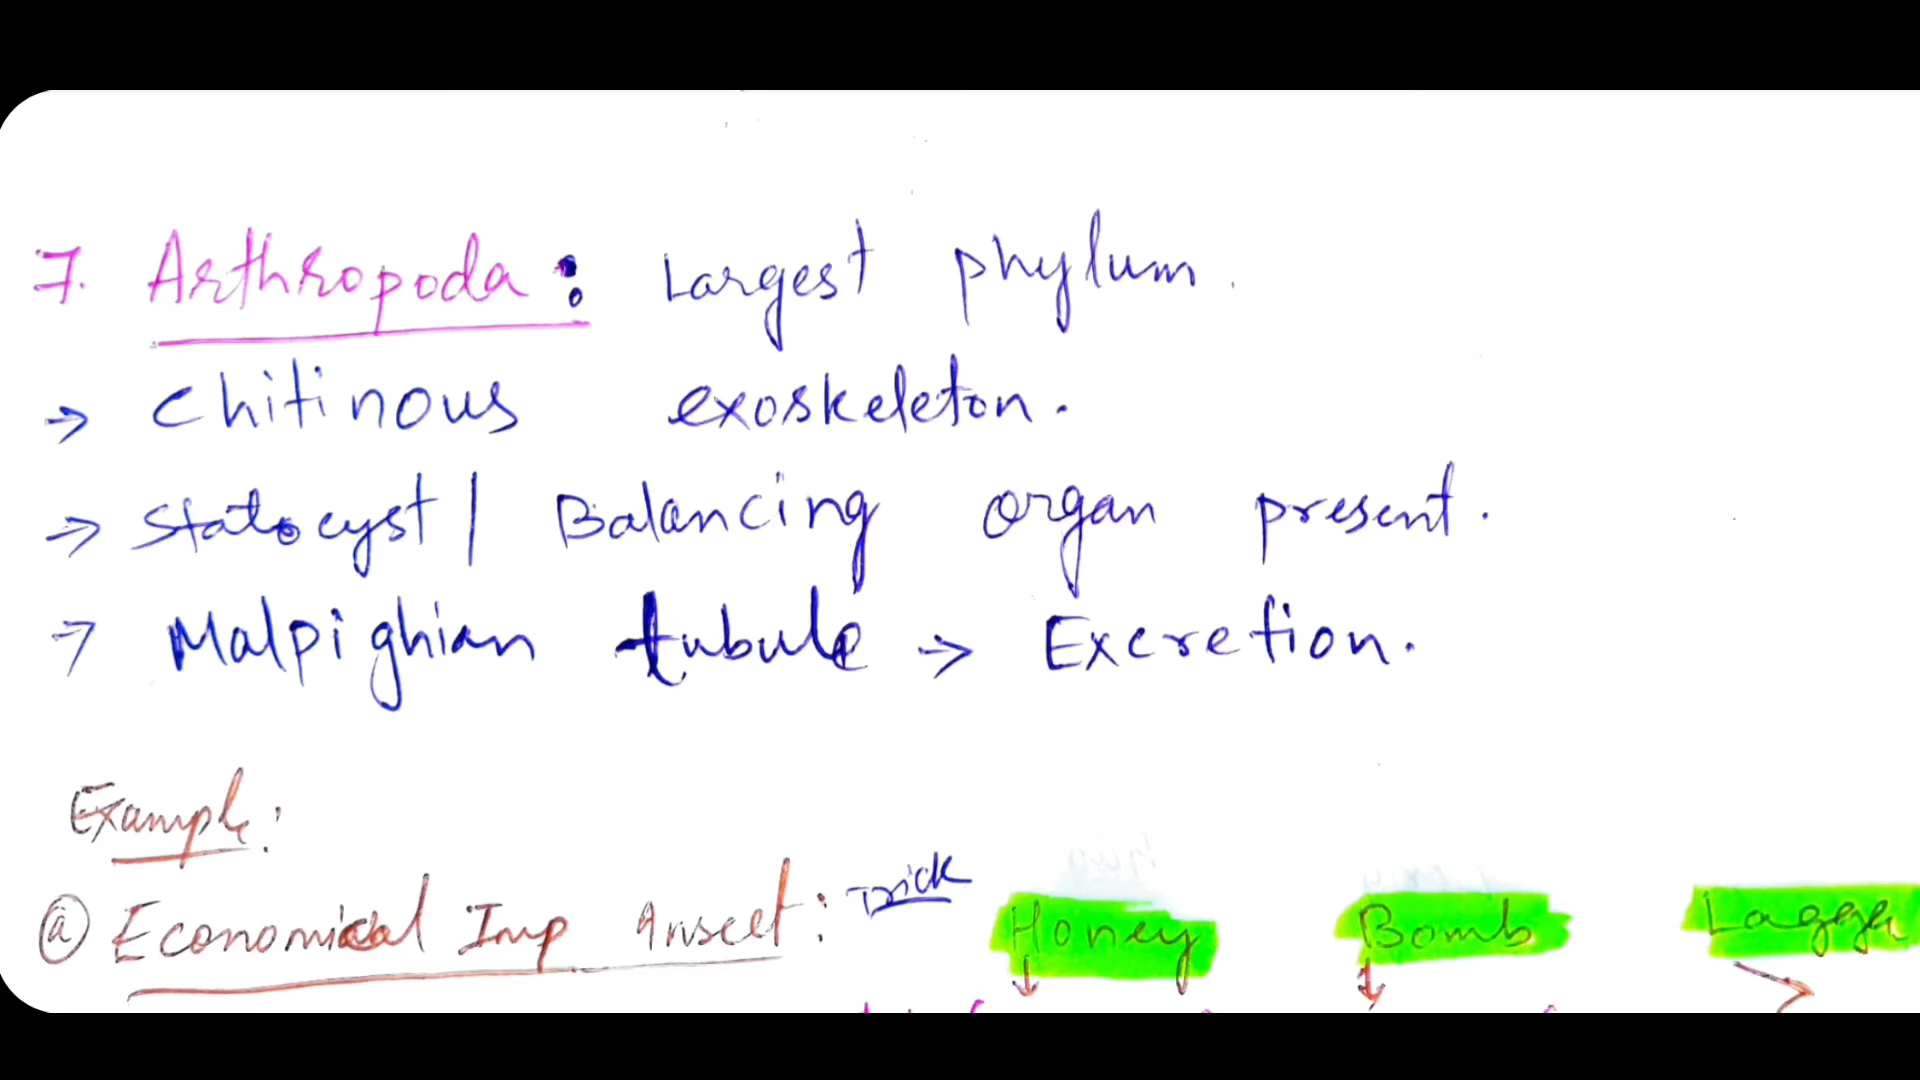 7. Arthropoda: Largest phylum.
→ Chitinous exoskeleton.
→ Statocyst | Balancing organ present.
→ Malpighian tubule → Excretion.
Example:
(a) Economical Imp Insect: Trick Honey Bomb